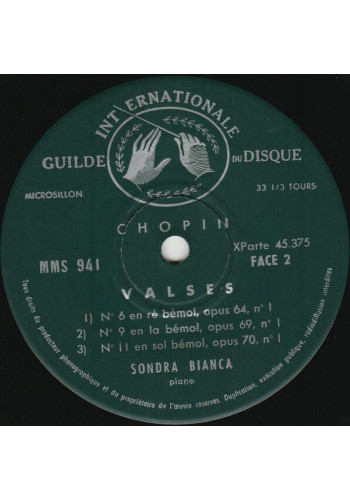 GUILDE INTERNATIONALE DU DISQUE
MICROSILLON
33 1/3 TOURS
CHOPIN
XParte 45.375
MMS 941
FACE 2
VALSES
1) N° 6 en ré bémol, opus 64, n° 1
2) N° 9 en la bémol, opus 69, n° 1
3) N° 11 en sol bémol, opus 70, n° 1
SONDRA BIANCA
piano
Tous droits du producteur phonographique et du propriétaire de l'œuvre réservés. Duplication, exécution publique, radiodiffusion interdites